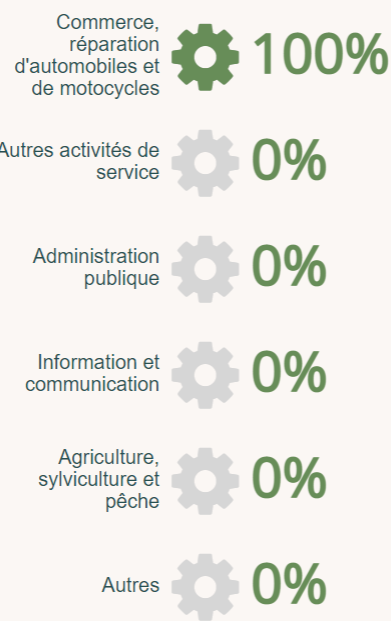 Commerce,
réparation
d'automobiles et
de motocycles
100%
Autres activités de
service
0%
Administration
publique
0%
Information et
communication
0%
Agriculture,
sylviculture et
pêche
0%
Autres
0%